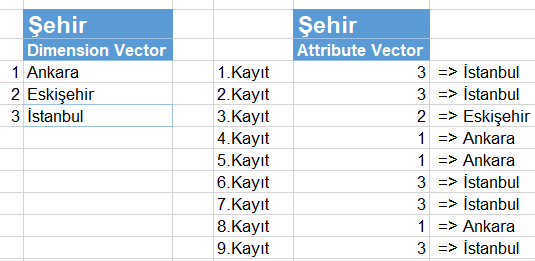 Şehir Şehir
Dimension Vector Attribute Vector
1 Ankara 1.Kayıt 3 => İstanbul
2 Eskişehir 2.Kayıt 3 => İstanbul
3 İstanbul 3.Kayıt 2 => Eskişehir
4.Kayıt 1 => Ankara
5.Kayıt 1 => Ankara
6.Kayıt 3 => İstanbul
7.Kayıt 3 => İstanbul
8.Kayıt 1 => Ankara
9.Kayıt 3 => İstanbul